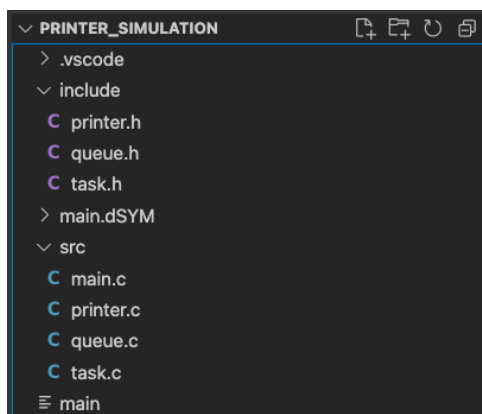 PRINTER_SIMULATION
.vscode
include
C printer.h
C queue.h
C task.h
main.dSYM
src
C main.c
C printer.c
C queue.c
C task.c
main